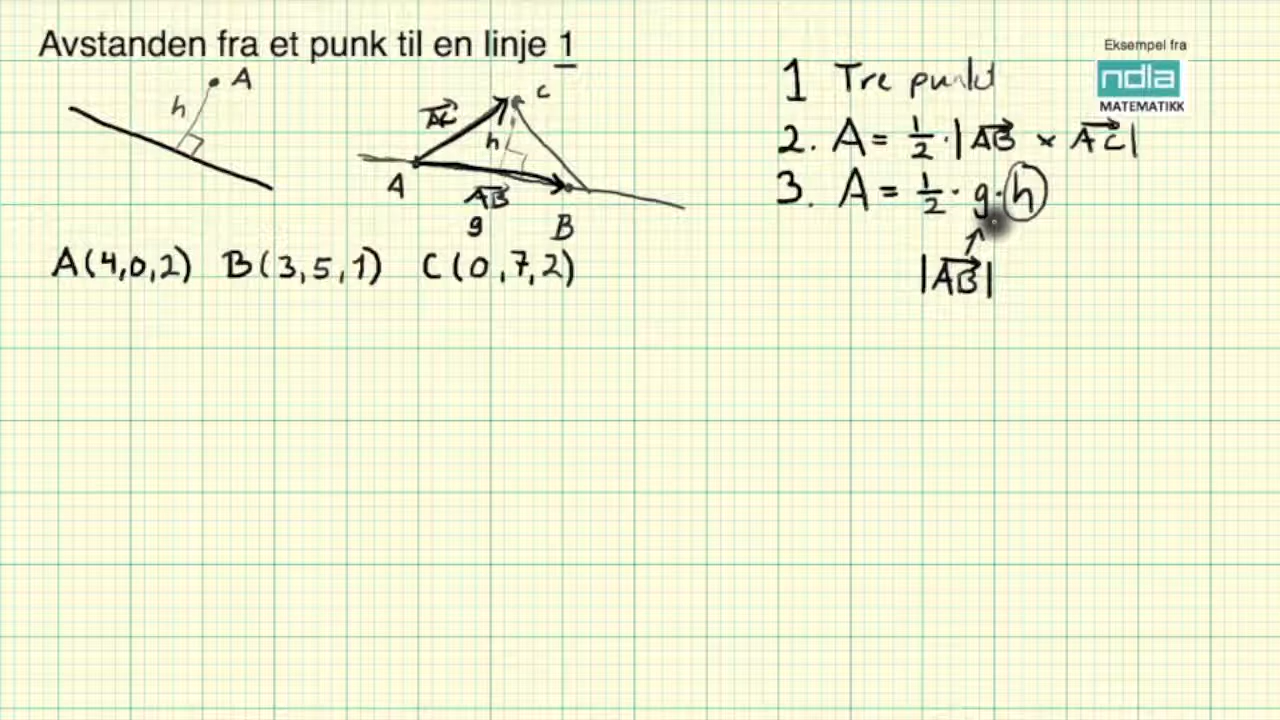 Avstanden fra et punk til en linje 1
Eksempel fra
ndla
MATEMATIKK
A
h
AC
C
h
A
AB
g
B
A(4,0,2) B(3,5,1) C(0,7,2)
1 Tre punkt
2. A = 1/2 · |AB⃗ × AC⃗|
3. A = 1/2 · g · h
|AB⃗|